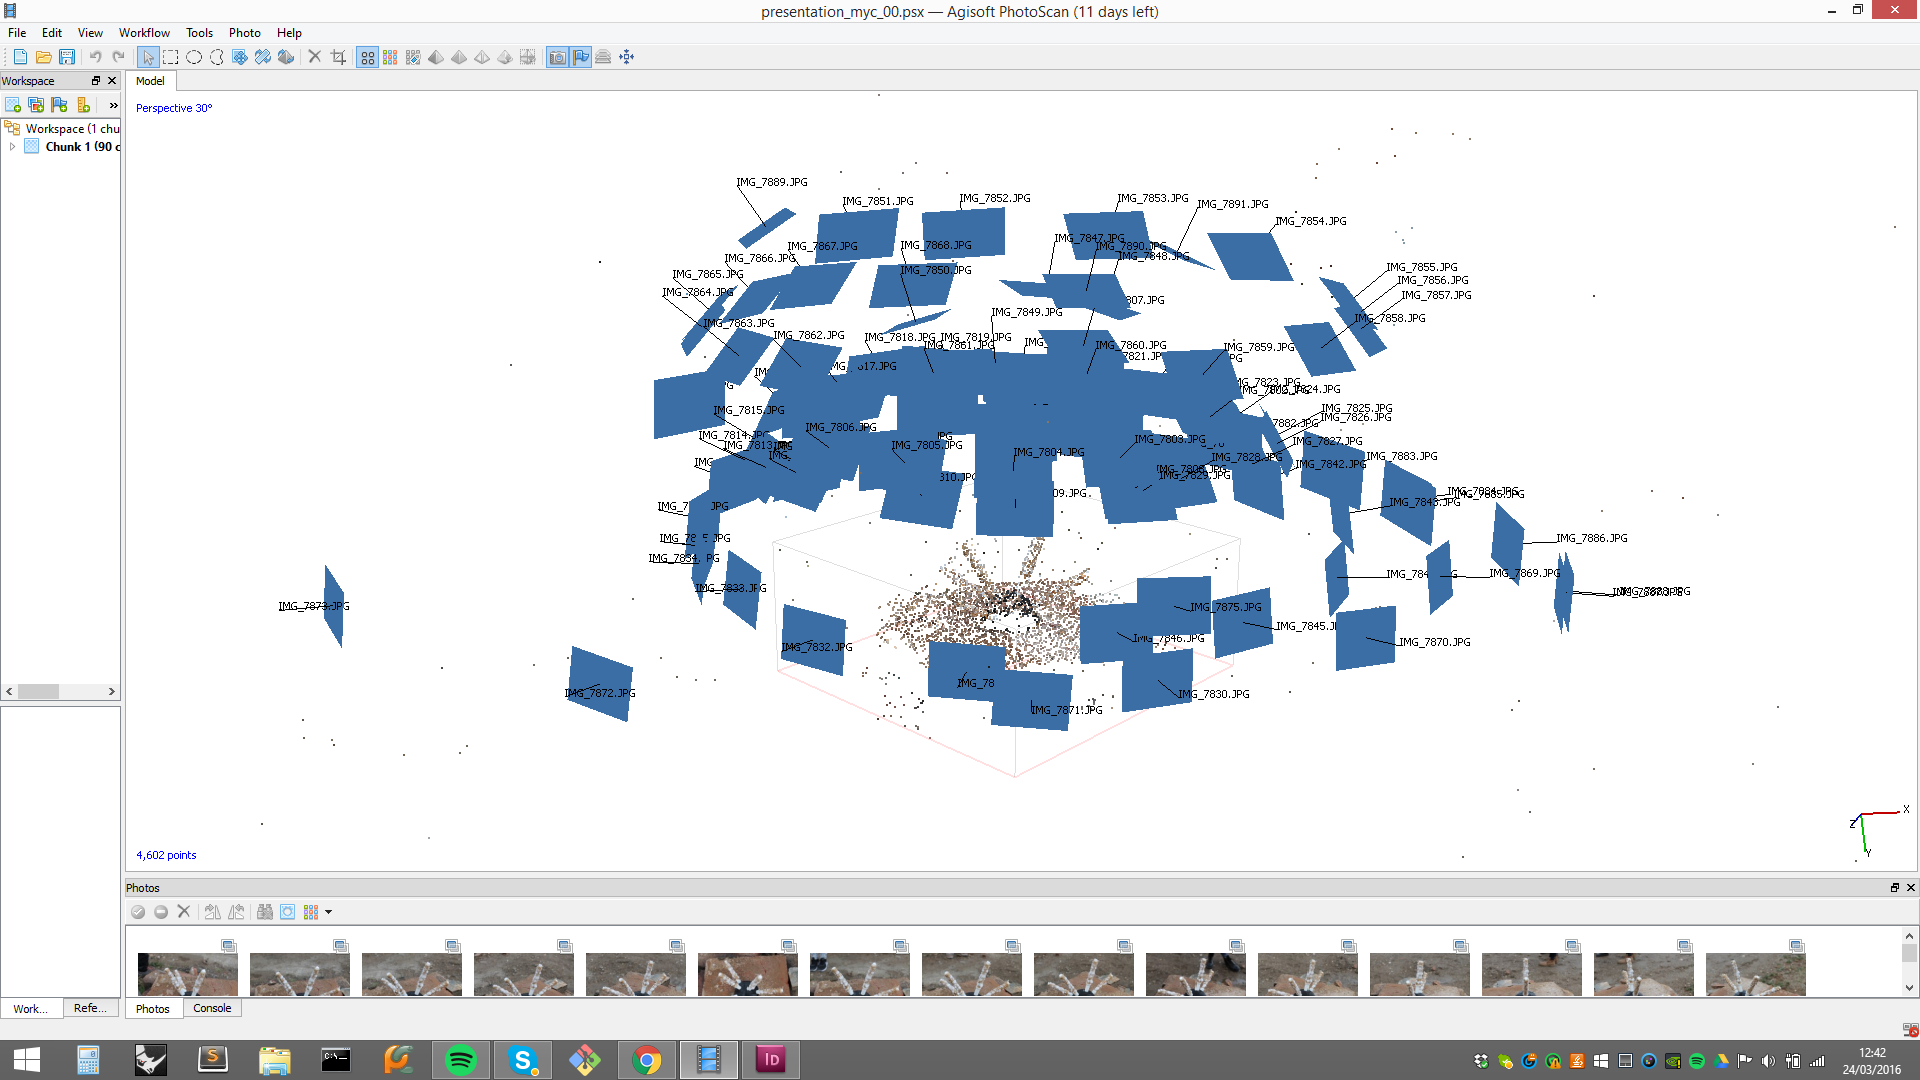 presentation_myc_00.psx — Agisoft PhotoScan (11 days left)
File Edit View Workflow Tools Photo Help
Workspace
Model
Perspective 30°
Workspace (1 chu
Chunk 1 (90 c
IMG_7889.JPG
IMG_7851.JPG
IMG_7852.JPG
IMG_7853.JPG
IMG_7891.JPG
IMG_7854.JPG
IMG_7867.JPG
IMG_7868.JPG
IMG_7847.JPG
IMG_7890.JPG
IMG_7848.JPG
IMG_7866.JPG
IMG_7865.JPG
IMG_7850.JPG
IMG_7855.JPG
IMG_7856.JPG
IMG_7864.JPG
IMG_7857.JPG
807.JPG
IMG_7849.JPG
IMG_7858.JPG
IMG_7863.JPG
IMG_7862.JPG
IMG_7818.JPG
IMG_7819.JPG
IMG_7861.JPG
IMG_7860.JPG
IMG_7859.JPG
821.JPG
IMG_7823.JPG
IMG_7815.JPG
IMG_7825.JPG
IMG_7826.JPG
7882.JPG
IMG_7806.JPG
IMG_7814.JPG
IMG_7805.JPG
IMG_7804.JPG
IMG_7803.JPG
IMG_7827.JPG
IMG_7828.JPG
IMG_7842.JPG
IMG_7883.JPG
IMG_7829.JPG
310.JPG
09.JPG
IMG_7843.JPG
IMG_7884.JPG
IMG_7886.JPG
IMG_7834
IMG_7833.JPG
IMG_7869.JPG
IMG_7873.JPG
IMG_7875.JPG
IMG_7845.J
IMG_7846.JPG
IMG_7870.JPG
IMG_7832.JPG
IMG_7872.JPG
IMG_78
IMG_7830.JPG
IMG_7871.JPG
4,602 points
X
Z
Y
Photos
Work... Refe... Photos Console
12:42
24/03/2016